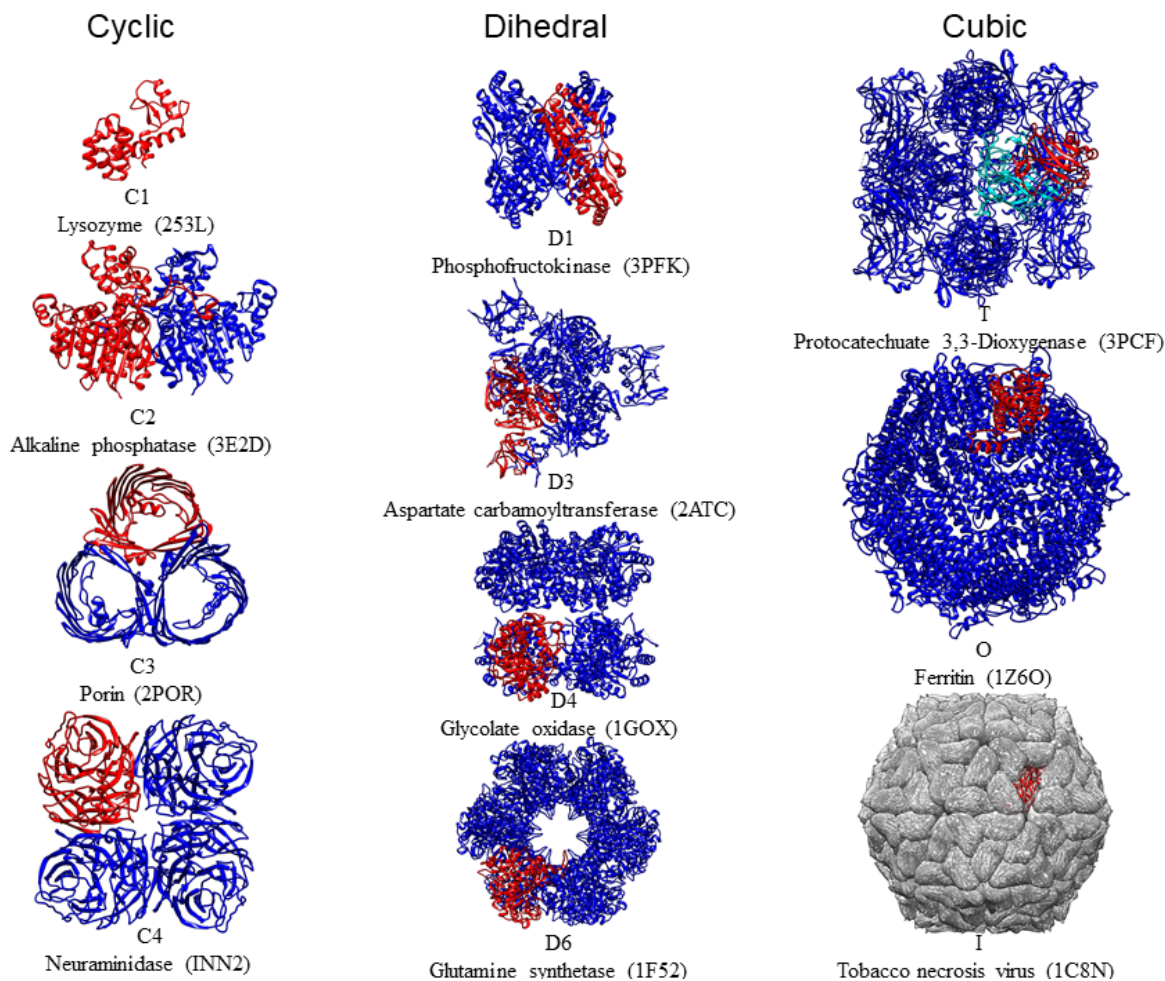 Cyclic
Dihedral
Cubic
C1
Lysozyme (253L)
C2
Alkaline phosphatase (3E2D)
C3
Porin (2POR)
C4
Neuraminidase (INN2)
D1
Phosphofructokinase (3PFK)
D3
Aspartate carbamoyltransferase (2ATC)
D4
Glycolate oxidase (1GOX)
D6
Glutamine synthetase (1F52)
T
Protocatechuate 3,3-Dioxygenase (3PCF)
O
Ferritin (1Z6O)
I
Tobacco necrosis virus (1C8N)